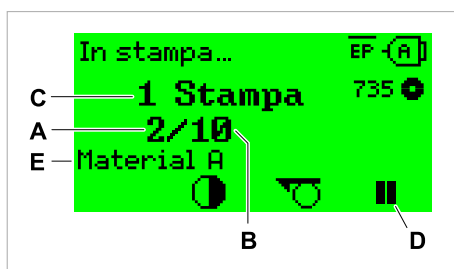 In stampa... EP A
C 1 Stampa 735
A 2/10
E Material A
B D